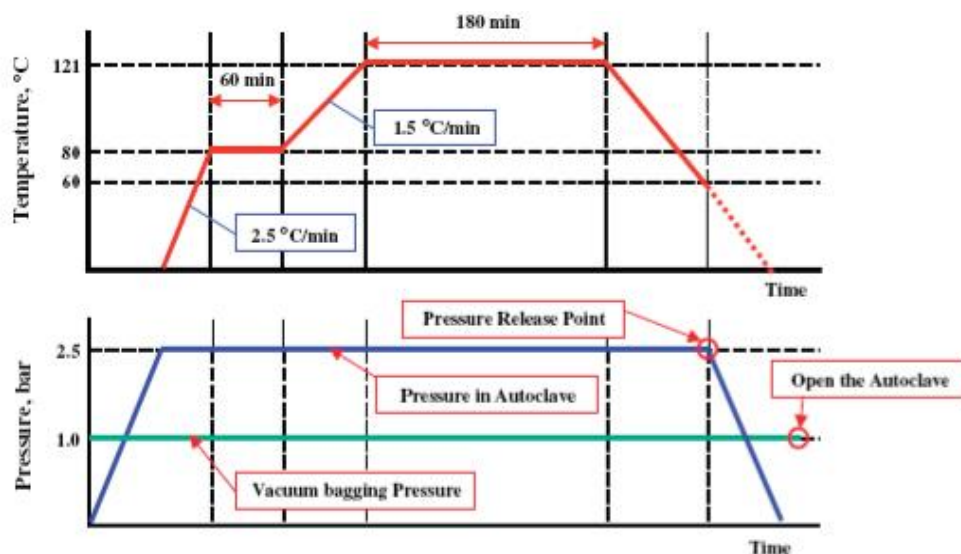 180 min
121
60 min
1.5 °C/min
80
60
2.5 °C/min
Temperature, °C
Time
Pressure Release Point
2.5
Open the Autoclave
Pressure in Autoclave
1.0
Vacuum bagging Pressure
Pressure, bar
Time